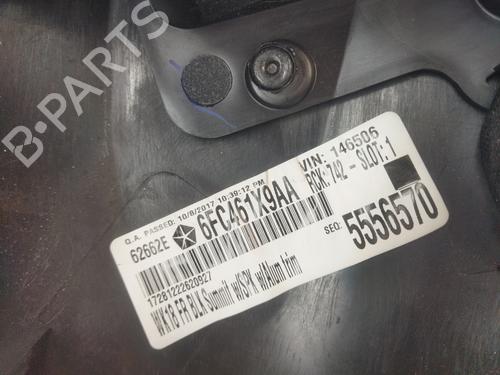 B-PARTS
Q.A. PASSED: 10/8/2017 10:39:12 PM
VIN: 146506
62662E 6FC461X9AA RCK: 742 - SLOT: 1
17281222620927
SEQ: 5556570
WK18 FR BLK Summit w/SPK w/Alum trim